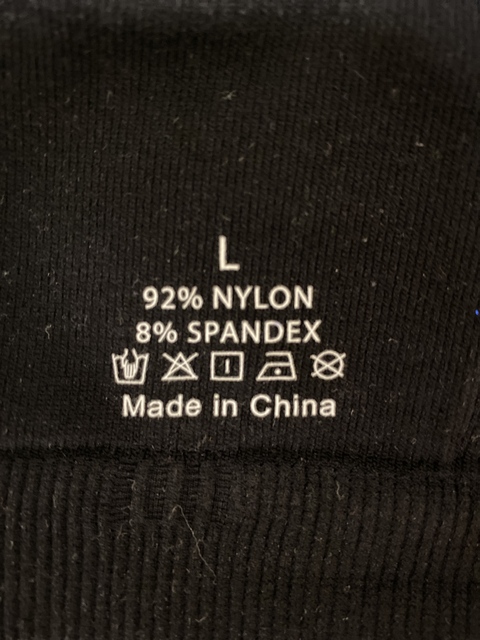 L
92% NYLON
8% SPANDEX
Made in China